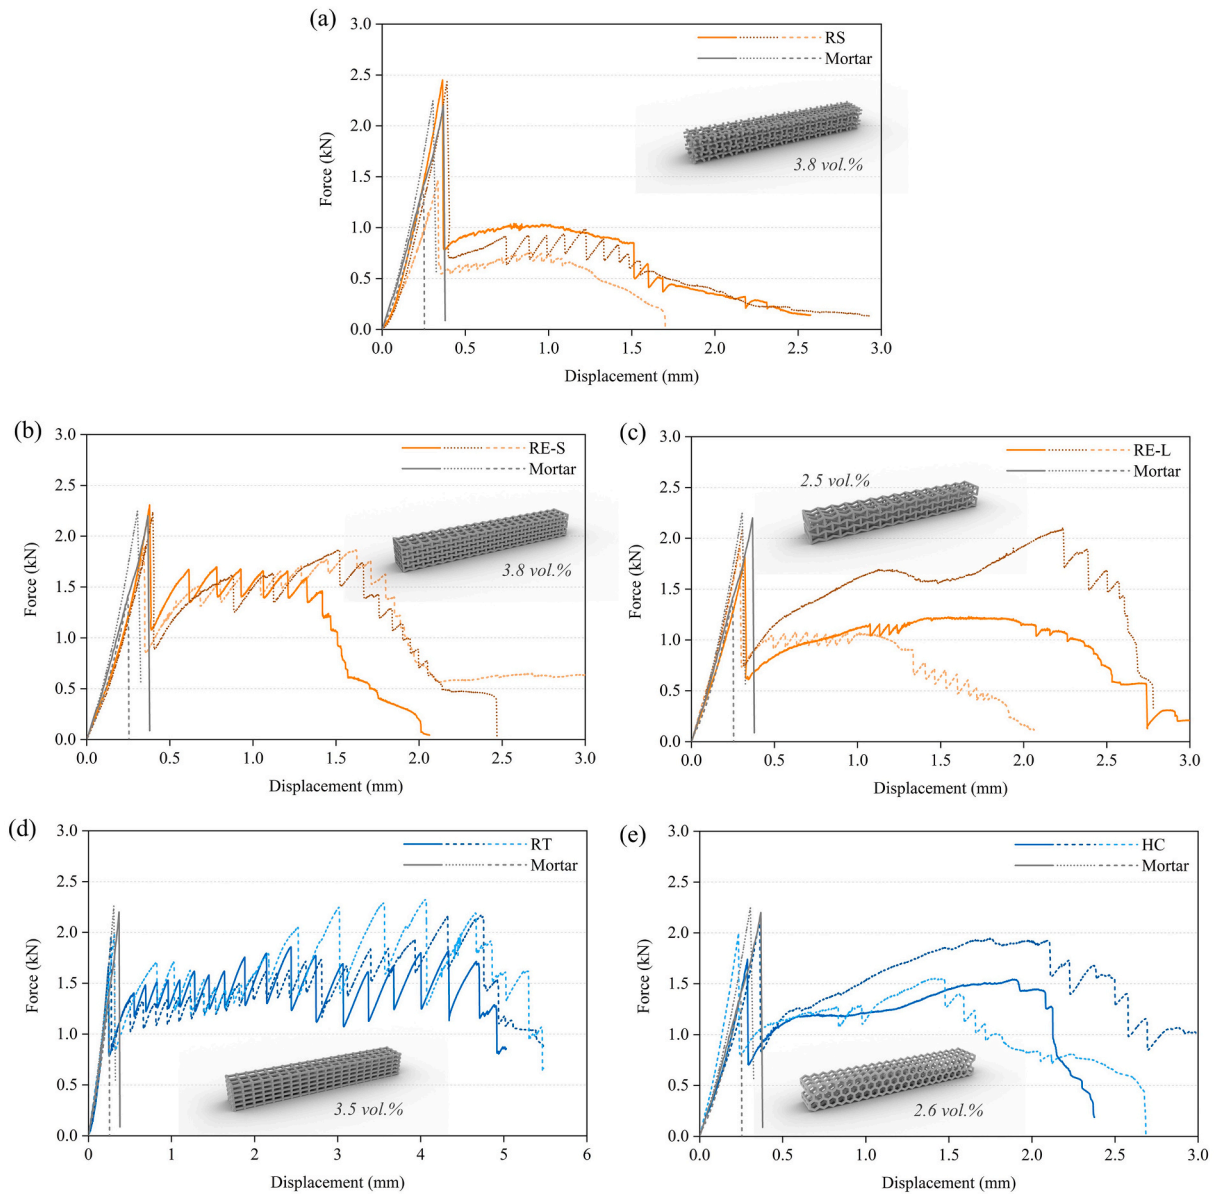 (a)
3.0
2.5
2.0
1.5
1.0
0.5
0.0
Force (kN)
RS
Mortar
3.8 vol.%
0.0 0.5 1.0 1.5 2.0 2.5 3.0
Displacement (mm)
(b)
3.0
2.5
2.0
1.5
1.0
0.5
0.0
Force (kN)
RE-S
Mortar
3.8 vol.%
0.0 0.5 1.0 1.5 2.0 2.5 3.0
Displacement (mm)
(c)
3.0
2.5
2.0
1.5
1.0
0.5
0.0
Force (kN)
RE-L
Mortar
2.5 vol.%
0.0 0.5 1.0 1.5 2.0 2.5 3.0
Displacement (mm)
(d)
3.0
2.5
2.0
1.5
1.0
0.5
0.0
Force (kN)
RT
Mortar
3.5 vol.%
0 1 2 3 4 5 6
Displacement (mm)
(e)
3.0
2.5
2.0
1.5
1.0
0.5
0.0
Force (kN)
HC
Mortar
2.6 vol.%
0.0 0.5 1.0 1.5 2.0 2.5 3.0
Displacement (mm)